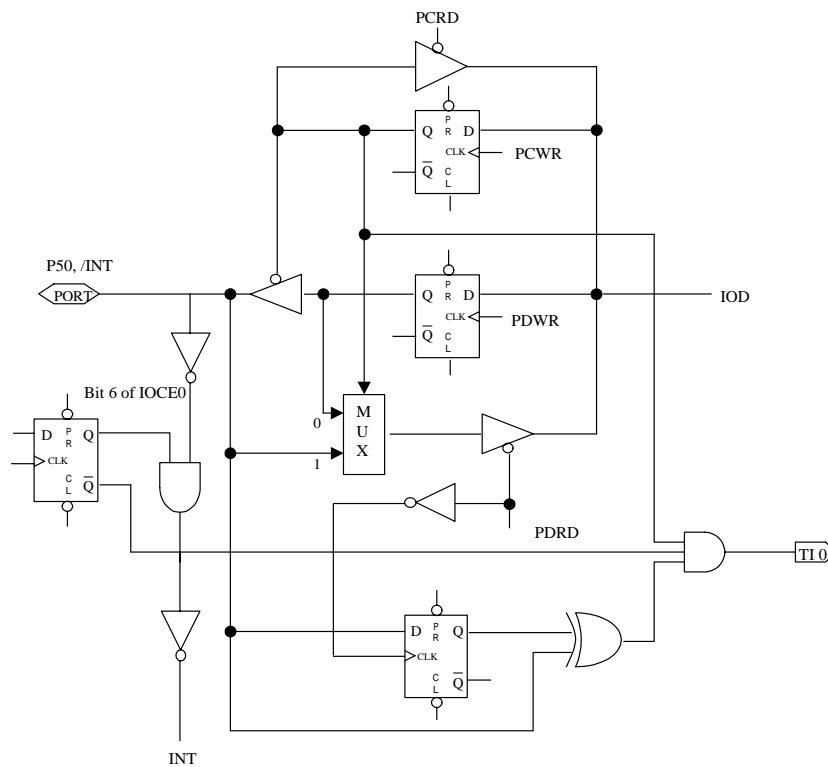 PCRD
P R
Q D
CLK
PCWR
Q
C L
P50, /INT
PORT
P R
Q D
IOD
CLK
PDWR
Q
C L
Bit 6 of IOCE0
0
M U X
1
P R
D Q
CLK
C L
Q
PDRD
TI 0
P R
D Q
CLK
C L
Q
INT